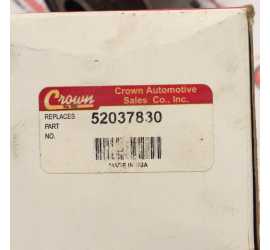 Crown
Crown Automotive
Sales Co., Inc.
REPLACES
PART
NO.
52037830
MADE IN USA